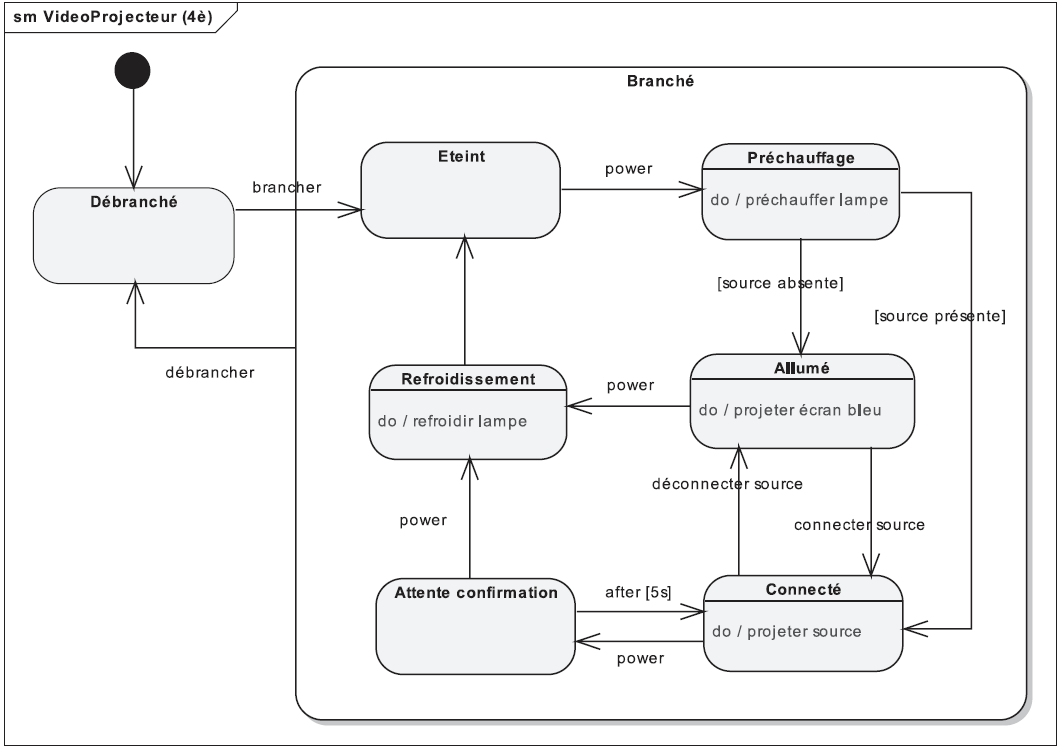 sm VideoProjecteur (4è)
Branché
Eteint
power
Préchauffage
do / préchauffer lampe
Débranché
brancher
[source absente]
[source présente]
débrancher
Refroidissement
do / refroidir lampe
power
Allumé
do / projeter écran bleu
déconnecter source
power
connecter source
Attente confirmation
after [5s]
power
Connecté
do / projeter source